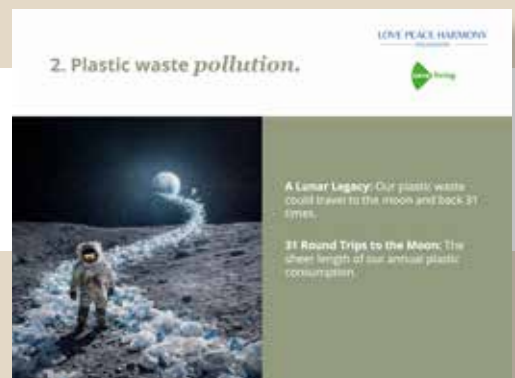 LOVE PEACE HARMONY
2. Plastic waste pollution.
living
A Lunar Legacy: Our plastic waste
could travel to the moon and back 31
times.
31 Round Trips to the Moon: The
sheer length of our annual plastic
consumption.